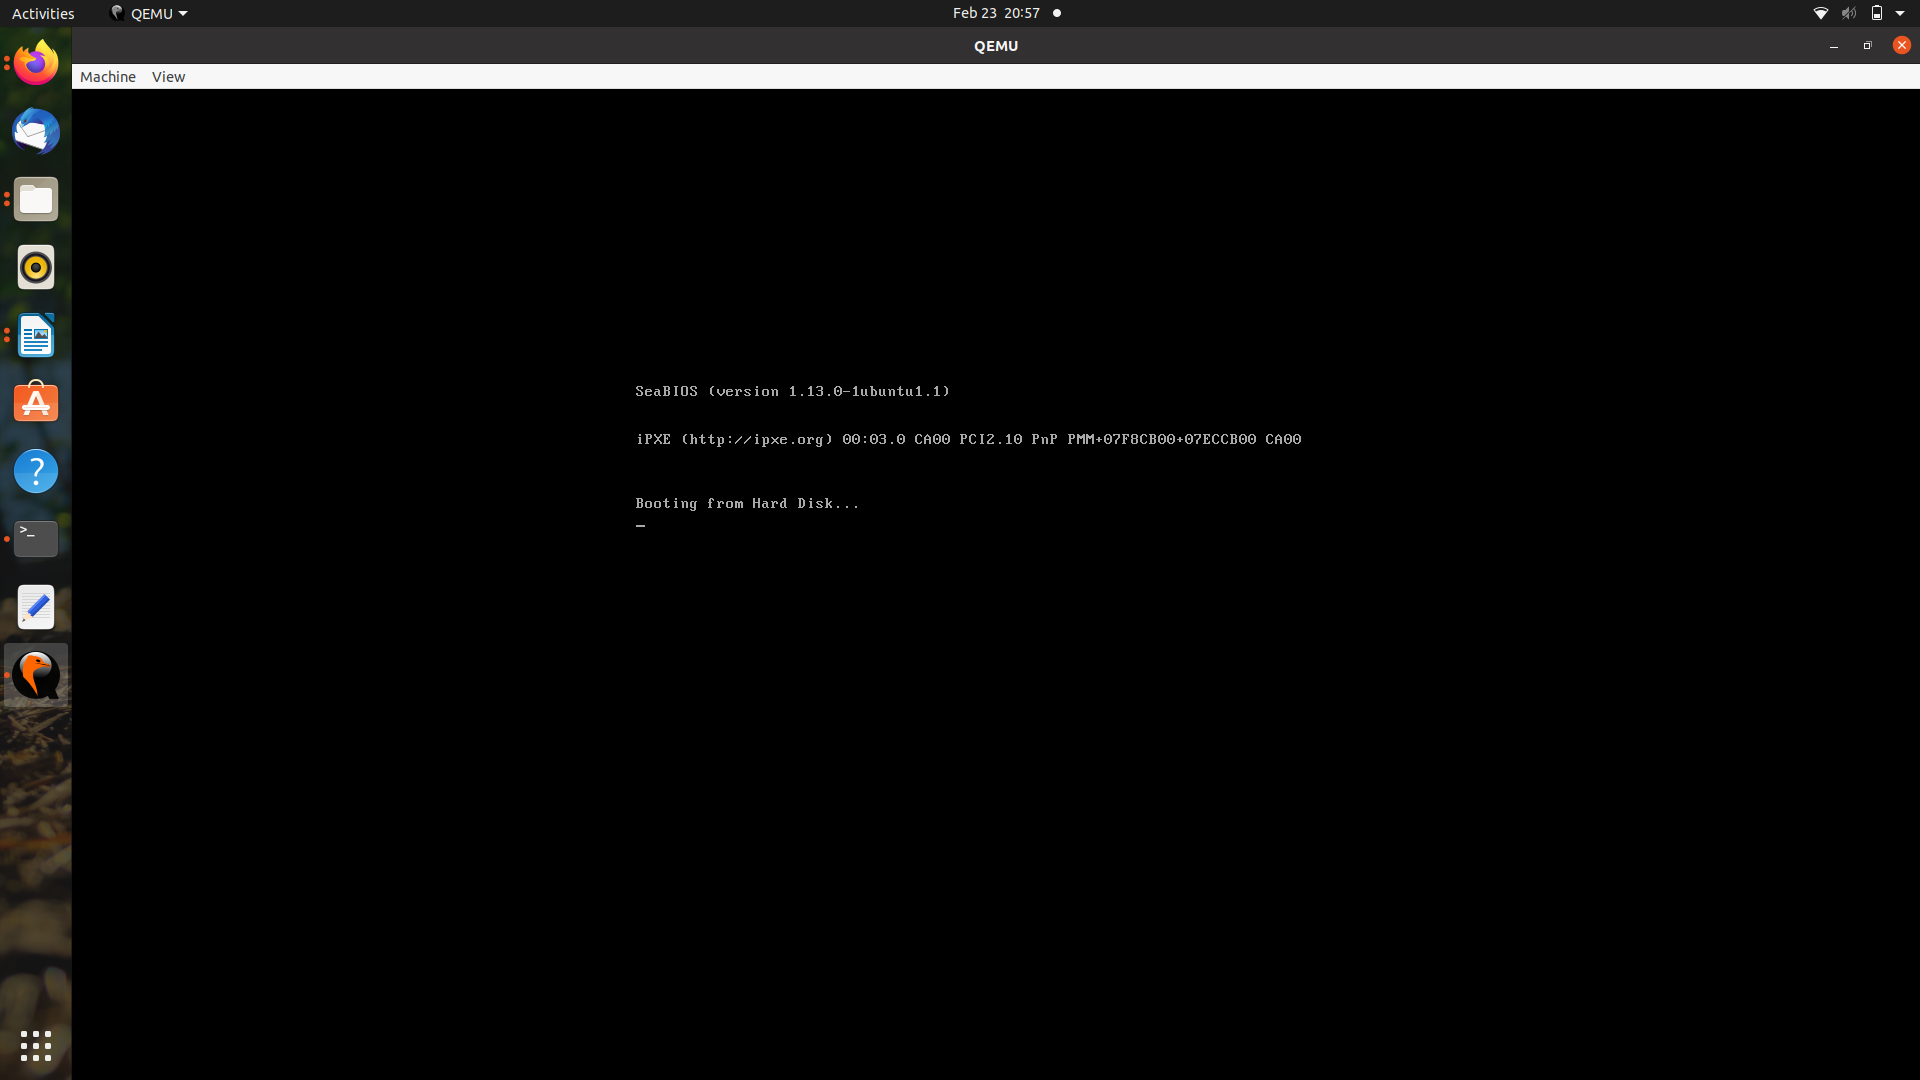 Activities
QEMU
Feb 23 20:57
QEMU
Machine View
SeaBIOS (version 1.13.0-1ubuntu1.1)
iPXE (http://ipxe.org) 00:03.0 CA00 PCI2.10 PnP PMM+07F8CB00+07ECCB00 CA00
Booting from Hard Disk...